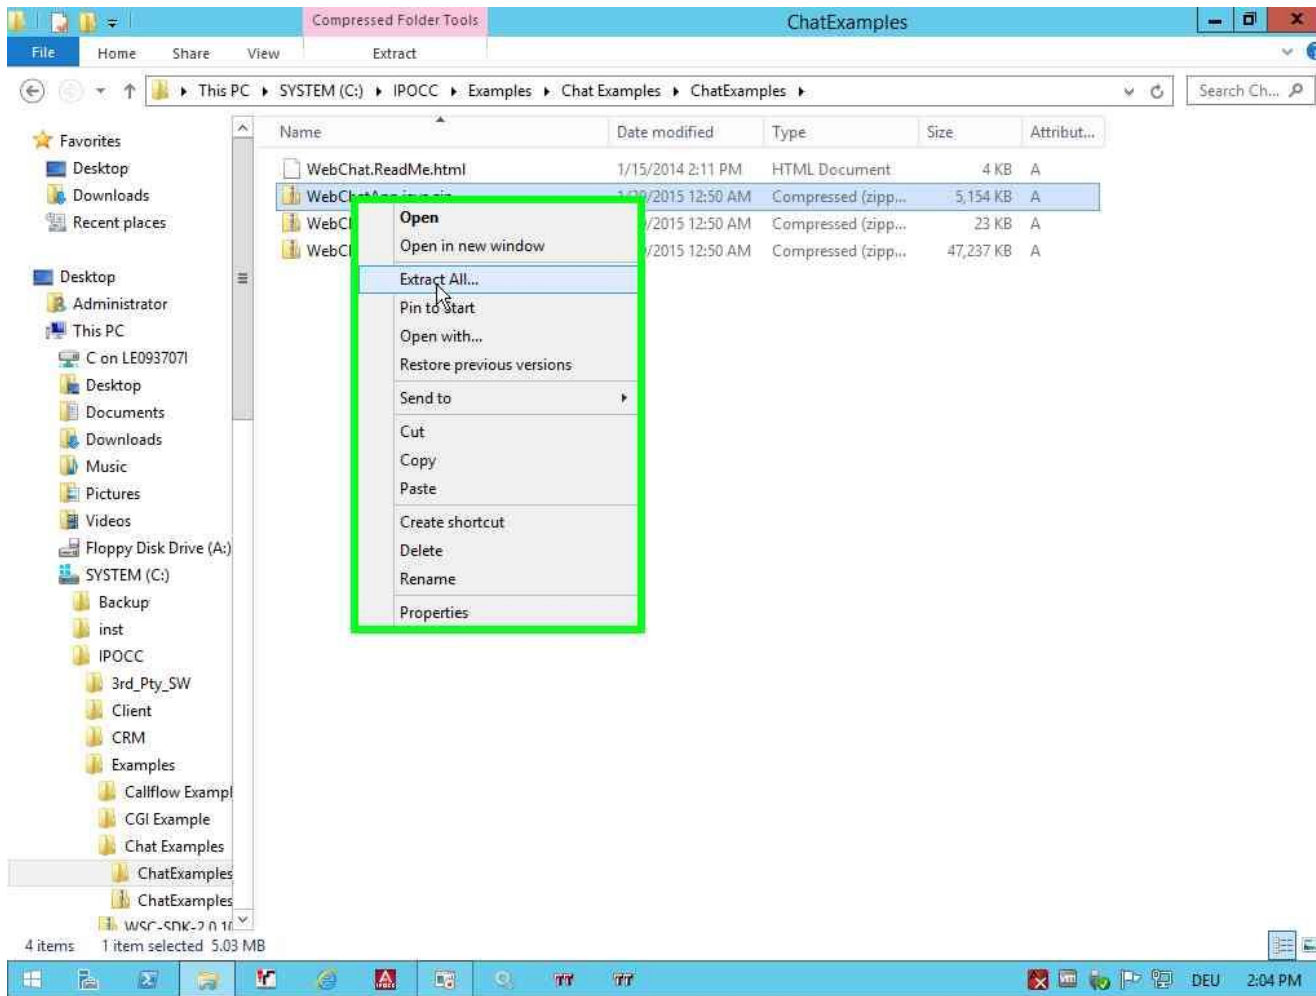 Compressed Folder Tools
ChatExamples
File Home Share View Extract
This PC SYSTEM (C:) IPOCC Examples Chat Examples ChatExamples
Search Ch...
Name Date modified Type Size Attribut...
WebChat.ReadMe.html 1/15/2014 2:11 PM HTML Document 4 KB A
2015 12:50 AM Compressed (zipp... 5,154 KB A
WebCl /2015 12:50 AM Compressed (zipp... 23 KB A
WebCl /2015 12:50 AM Compressed (zipp... 47,237 KB A
Open
Open in new window
Extract All...
Pin to Start
Open with...
Restore previous versions
Send to
Cut
Copy
Paste
Create shortcut
Delete
Rename
Properties
Favorites
Desktop
Downloads
Recent places
Desktop
Administrator
This PC
C on LE093707I
Desktop
Documents
Downloads
Music
Pictures
Videos
Floppy Disk Drive (A:)
SYSTEM (C:)
Backup
inst
IPOCC
3rd_Pty_SW
Client
CRM
Examples
Callflow Exampl
CGI Example
Chat Examples
ChatExamples
ChatExamples
4 items 1 item selected 5.03 MB
DEU 2:04 PM